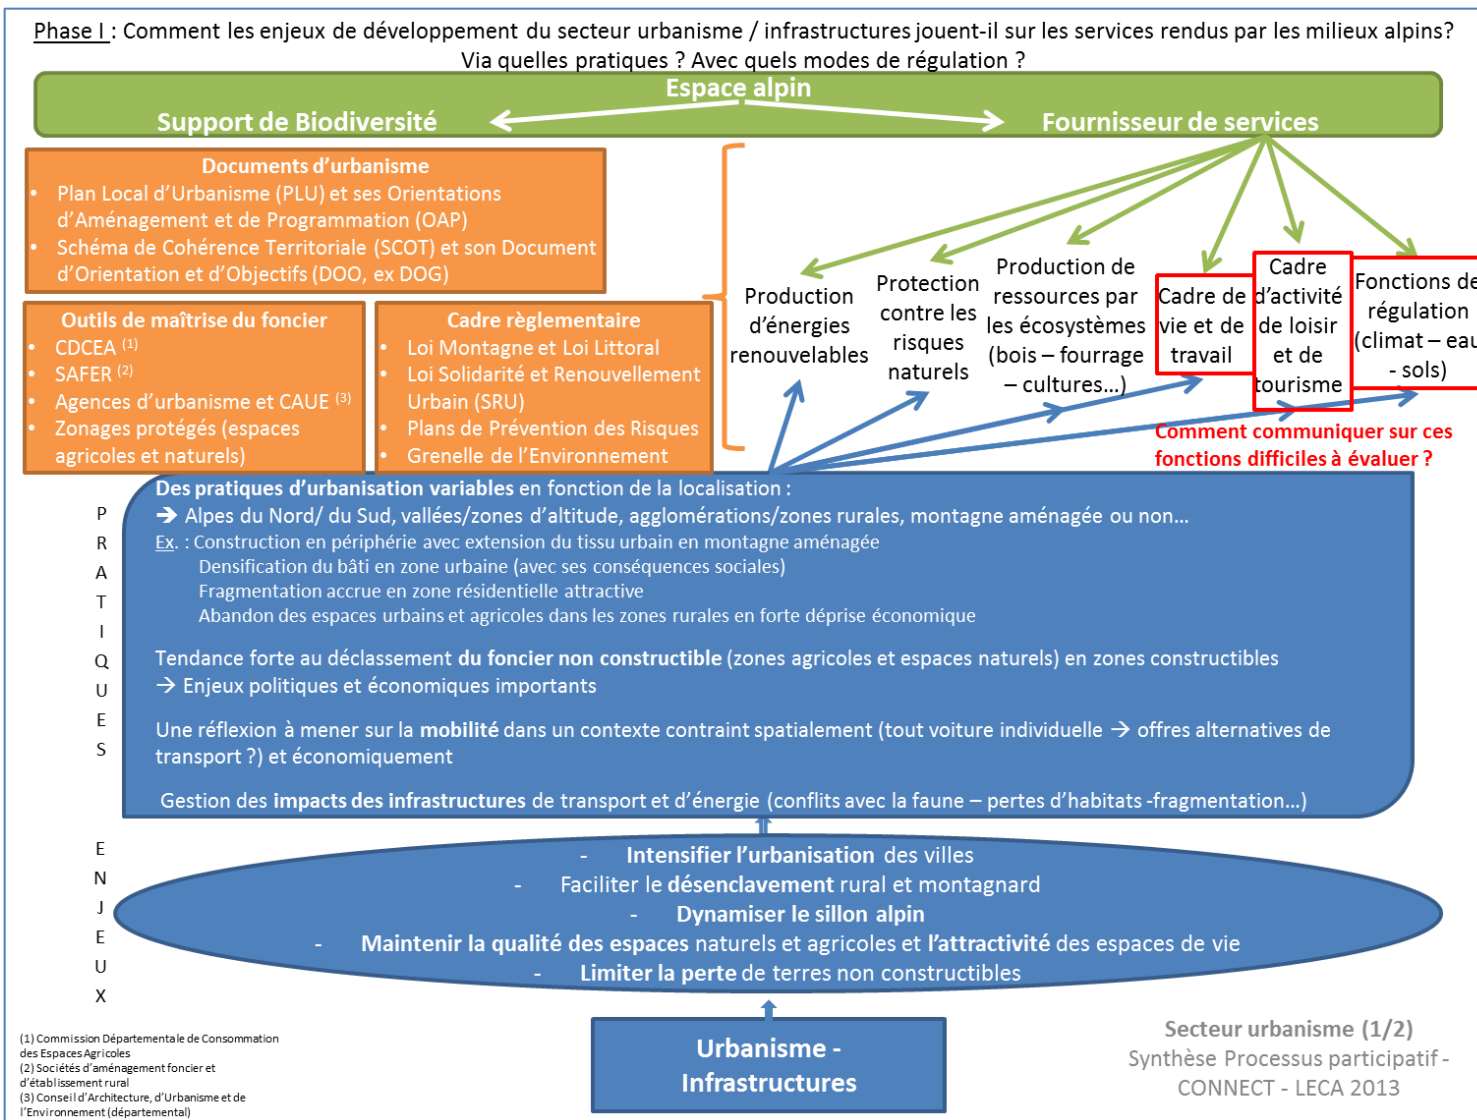 Phase I : Comment les enjeux de développement du secteur urbanisme / infrastructures jouent-il sur les services rendus par les milieux alpins?
Via quelles pratiques ? Avec quels modes de régulation ?
Espace alpin
Support de Biodiversité
Fournisseur de services
Documents d’urbanisme
• Plan Local d’Urbanisme (PLU) et ses Orientations
d’Aménagement et de Programmation (OAP)
• Schéma de Cohérence Territoriale (SCOT) et son Document
d’Orientation et d’Objectifs (DOO, ex DOG)
Outils de maîtrise du foncier
• CDCEA (1)
• SAFER (2)
• Agences d’urbanisme et CAUE (3)
• Zonages protégés (espaces
agricoles et naturels)
Cadre règlementaire
• Loi Montagne et Loi Littoral
• Loi Solidarité et Renouvellement
Urbain (SRU)
• Plans de Prévention des Risques
• Grenelle de l’Environnement
Production
d’énergies
renouvelables
Protection
contre les
risques
naturels
Production de
ressources par
les écosystèmes
(bois – fourrage
– cultures…)
Cadre de
vie et de
travail
Cadre
d’activité
de loisir
et de
tourisme
Fonctions de
régulation
(climat – eau
- sols)
Comment communiquer sur ces
fonctions difficiles à évaluer ?
PRATIQUES
Des pratiques d’urbanisation variables en fonction de la localisation :
→ Alpes du Nord/ du Sud, vallées/zones d’altitude, agglomérations/zones rurales, montagne aménagée ou non…
Ex. : Construction en périphérie avec extension du tissu urbain en montagne aménagée
Densification du bâti en zone urbaine (avec ses conséquences sociales)
Fragmentation accrue en zone résidentielle attractive
Abandon des espaces urbains et agricoles dans les zones rurales en forte déprise économique
Tendance forte au déclassement du foncier non constructible (zones agricoles et espaces naturels) en zones constructibles
→ Enjeux politiques et économiques importants
Une réflexion à mener sur la mobilité dans un contexte contraint spatialement (tout voiture individuelle → offres alternatives de
transport ?) et économiquement
Gestion des impacts des infrastructures de transport et d’énergie (conflits avec la faune – pertes d’habitats -fragmentation…)
ENJEUX
- Intensifier l’urbanisation des villes
- Faciliter le désenclavement rural et montagnard
- Dynamiser le sillon alpin
- Maintenir la qualité des espaces naturels et agricoles et l’attractivité des espaces de vie
- Limiter la perte de terres non constructibles
Urbanisme -
Infrastructures
(1) Commission Départementale de Consommation
des Espaces Agricoles
(2) Sociétés d’aménagement foncier et
d’établissement rural
(3) Conseil d’Architecture, d’Urbanisme et de
l’Environnement (départemental)
Secteur urbanisme (1/2)
Synthèse Processus participatif -
CONNECT - LECA 2013